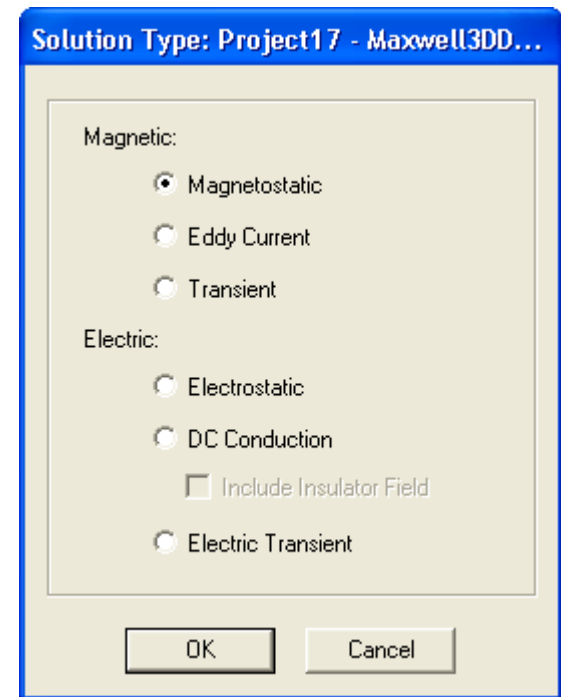 Solution Type: Project17 - Maxwell3DD...
Magnetic:
Magnetostatic
Eddy Current
Transient
Electric:
Electrostatic
DC Conduction
Include Insulator Field
Electric Transient
OK Cancel